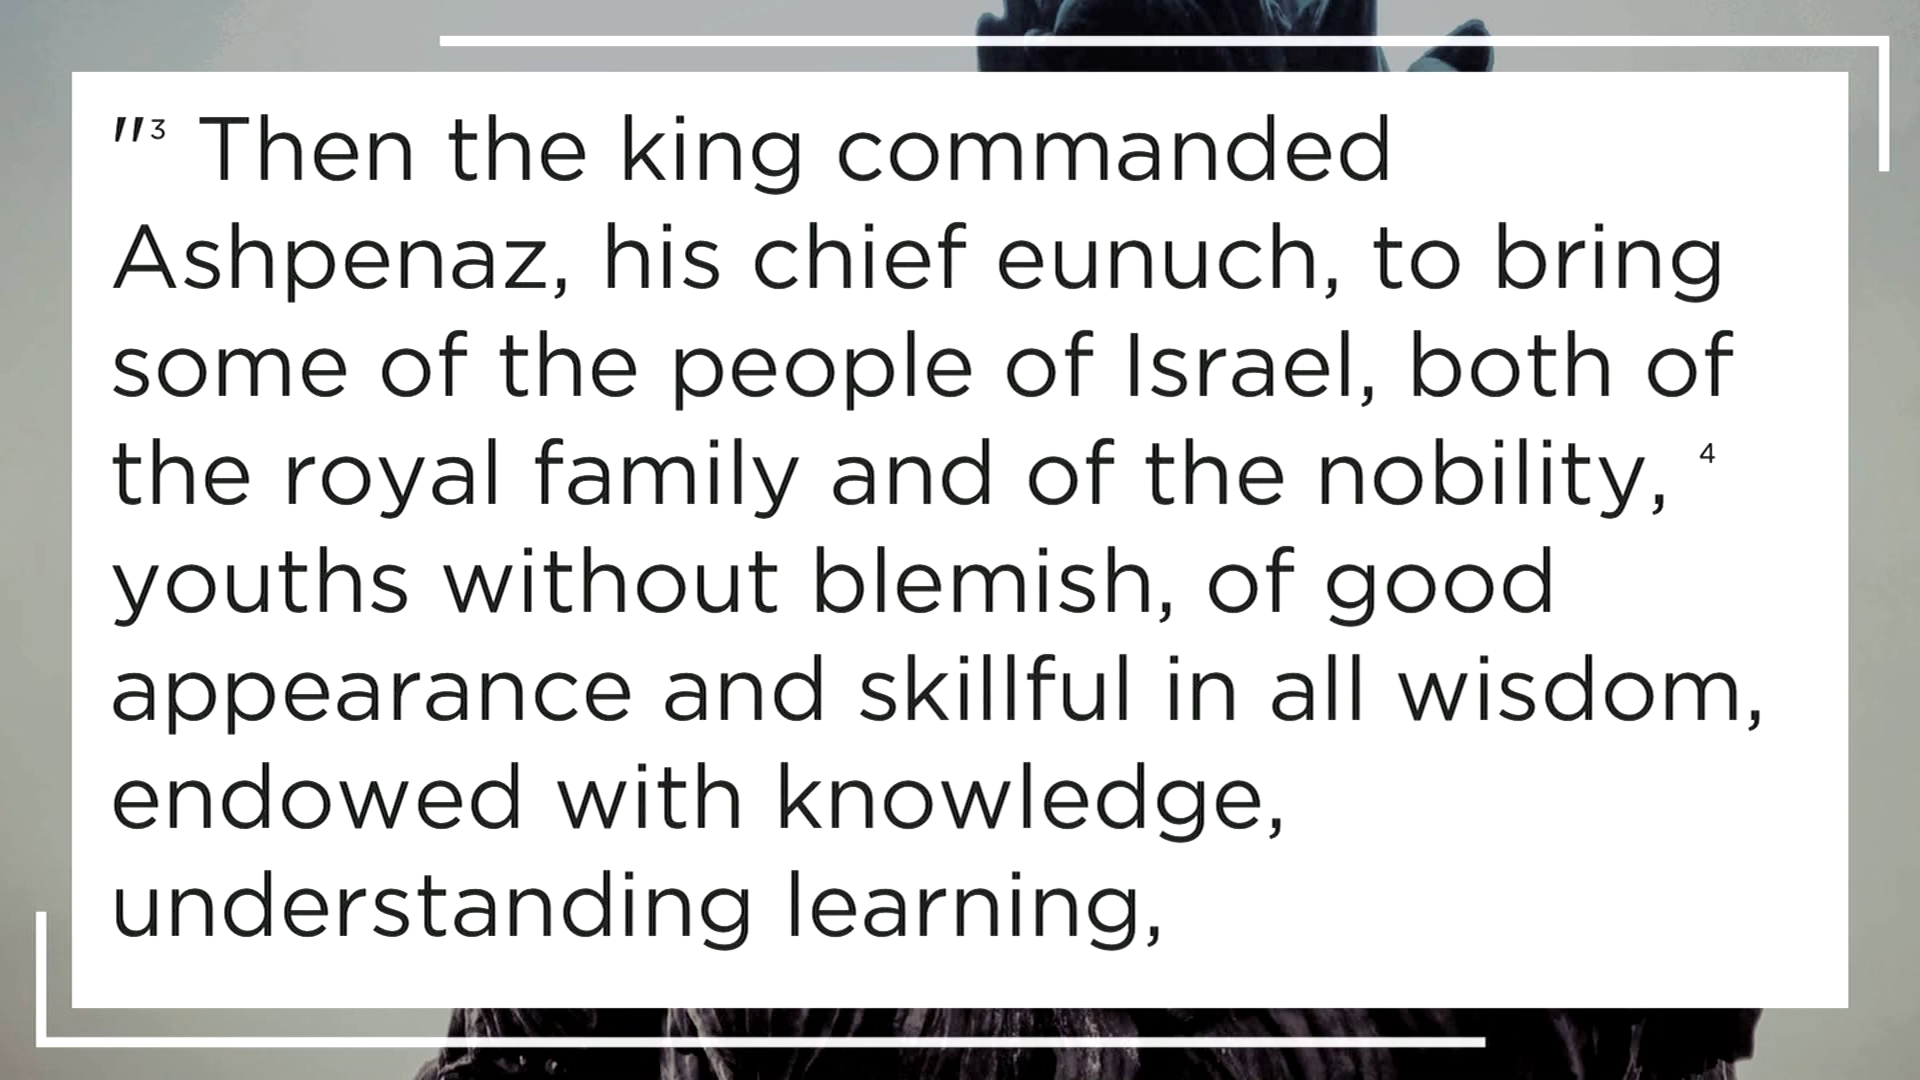 "³ Then the king commanded
Ashpenaz, his chief eunuch, to bring
some of the people of Israel, both of
the royal family and of the nobility, ⁴
youths without blemish, of good
appearance and skillful in all wisdom,
endowed with knowledge,
understanding learning,